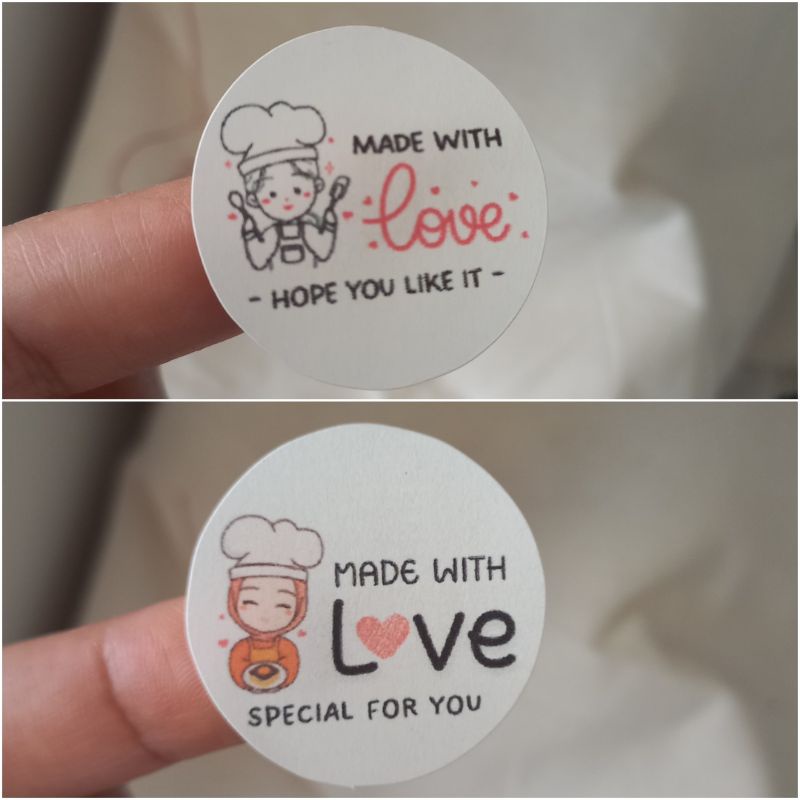 MADE WITH
love
- HOPE YOU LIKE IT -
MADE WITH
Love
SPECIAL FOR YOU